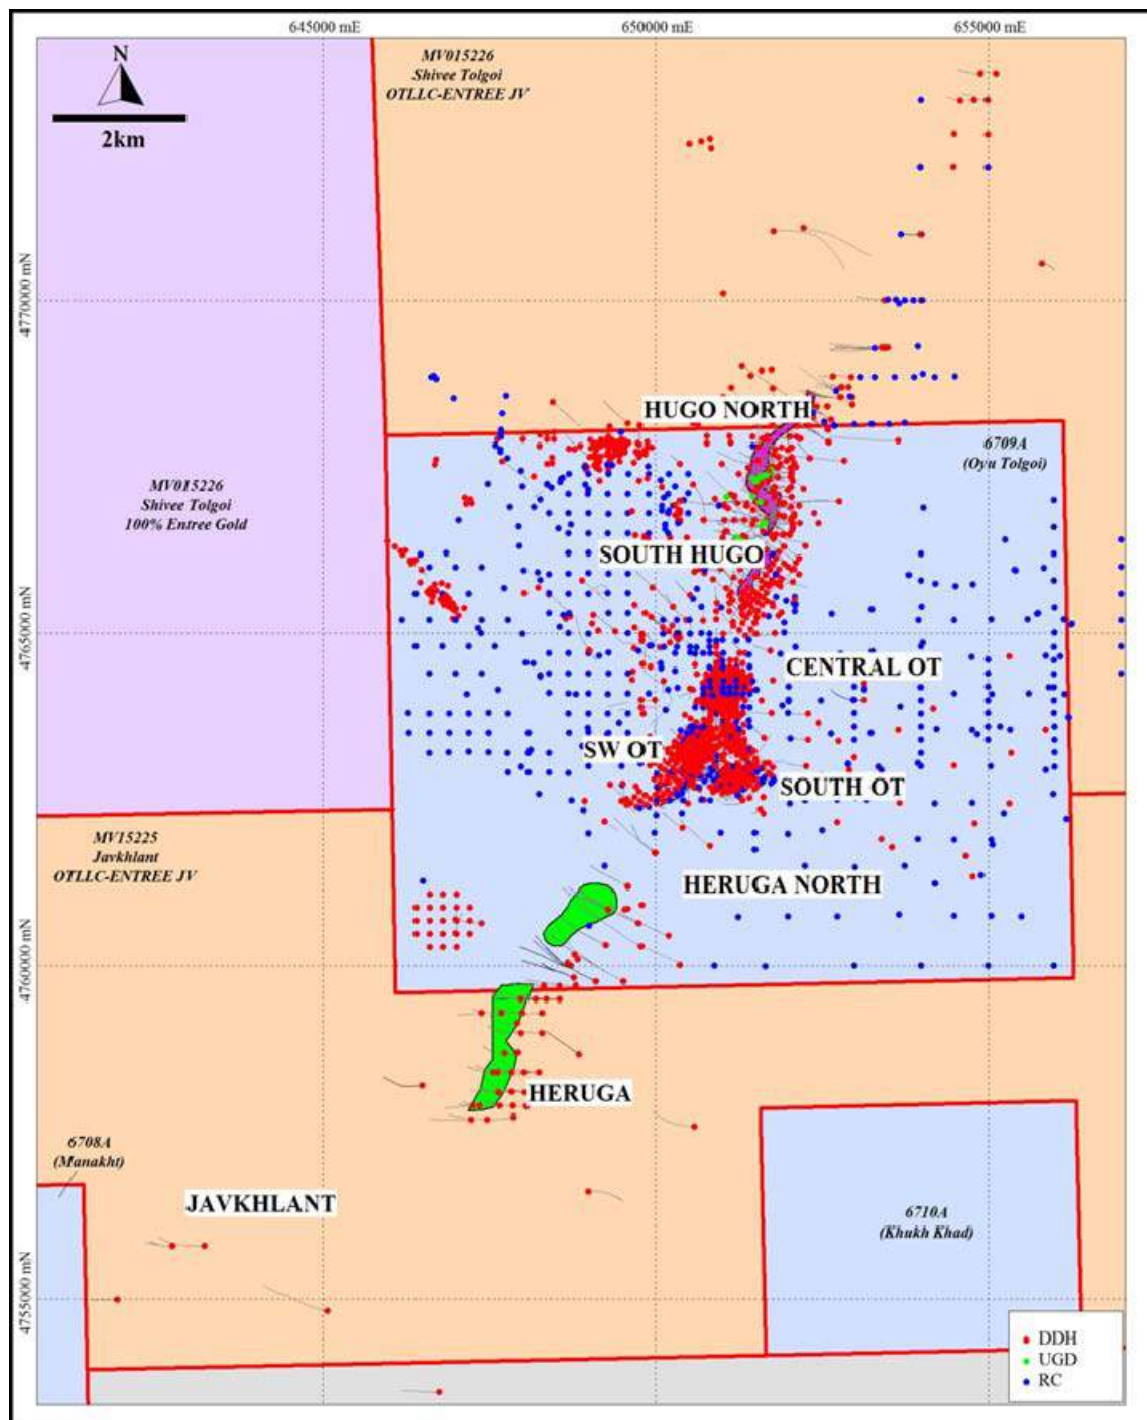 645000 mE
650000 mE
655000 mE
N
2km
MV015226
Shivee Tolgoi
OTLLC-ENTREE JV
4770000 mN
HUGO NORTH
6709A
(Oyu Tolgoi)
MV015226
Shivee Tolgoi
100% Entree Gold
SOUTH HUGO
4765000 mN
CENTRAL OT
SW OT
SOUTH OT
MV15225
Javkhlant
OTLLC-ENTREE JV
HERUGA NORTH
4760000 mN
HERUGA
6708A
(Manakht)
JAVKHLANT
6710A
(Khukh Khad)
4755000 mN
DDH
UGD
RC